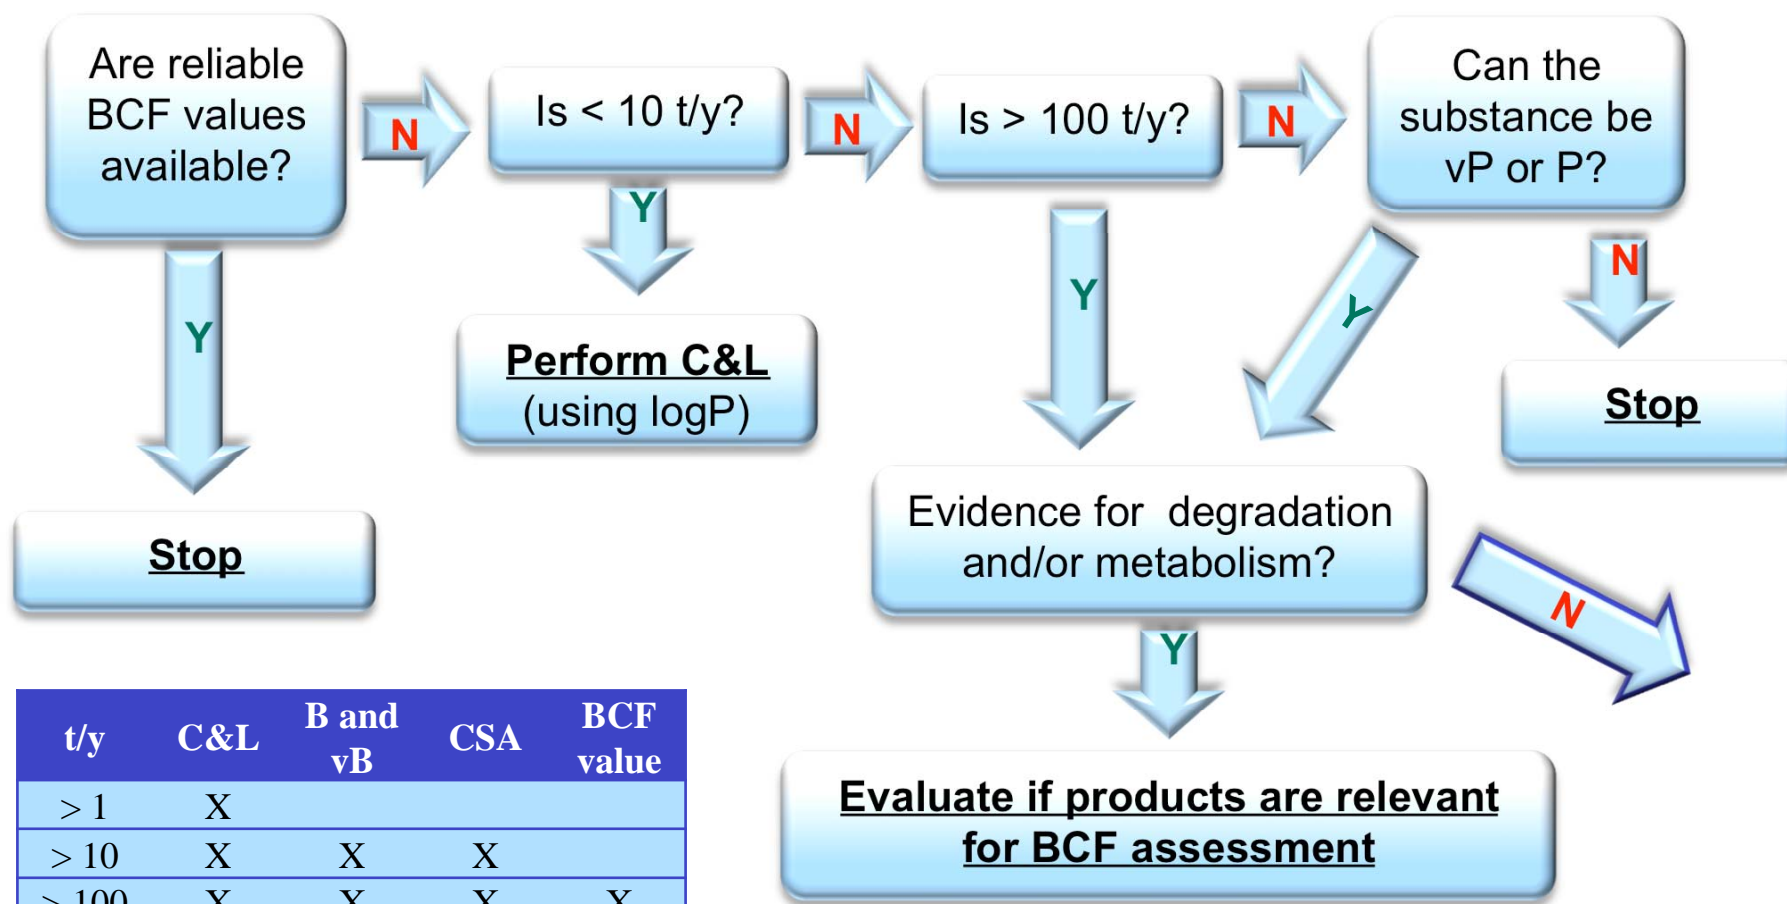 Are reliable
BCF values
available?
N
Is < 10 t/y?
N
Is > 100 t/y?
N
Can the
substance be
vP or P?
Y
Y
Y
Y
N
Perform C&L
(using logP)
Stop
Stop
Evidence for degradation
and/or metabolism?
N
Y
Evaluate if products are relevant
for BCF assessment
t/y C&L B and vB CSA BCF value
> 1 X
> 10 X X X
> 100 X X X X